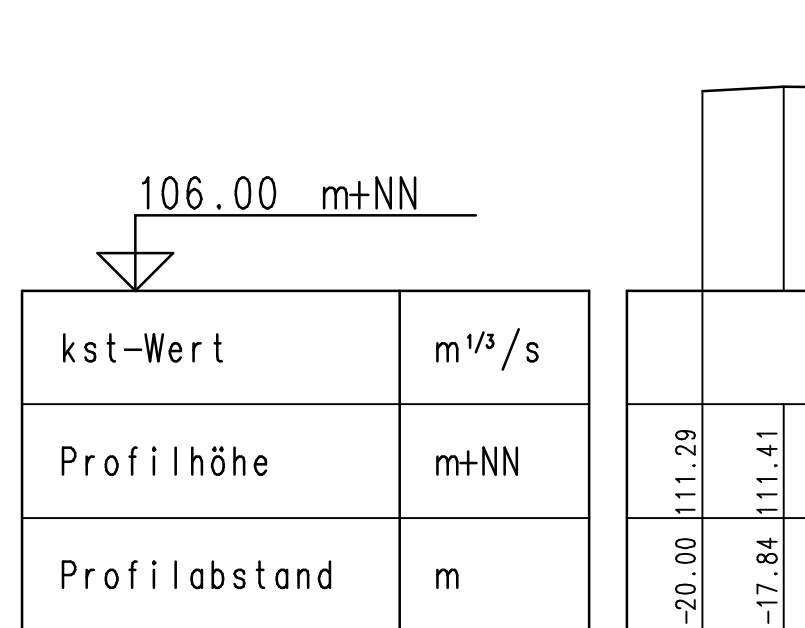 106.00 m+NN
kst-Wert m¹/³/s
Profilhöhe m+NN 111.29 111.41
Profilabstand m -20.00 -17.84